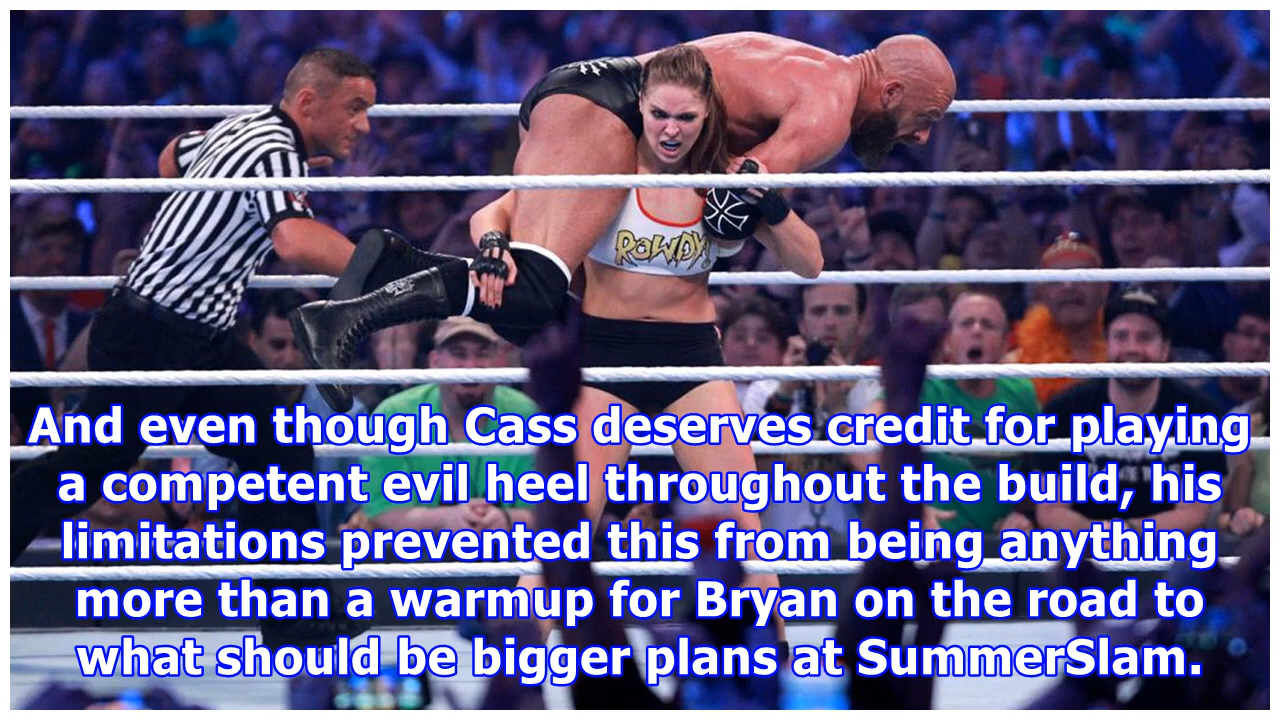 RoWDY
And even though Cass deserves credit for playing
a competent evil heel throughout the build, his
limitations prevented this from being anything
more than a warmup for Bryan on the road to
what should be bigger plans at SummerSlam.